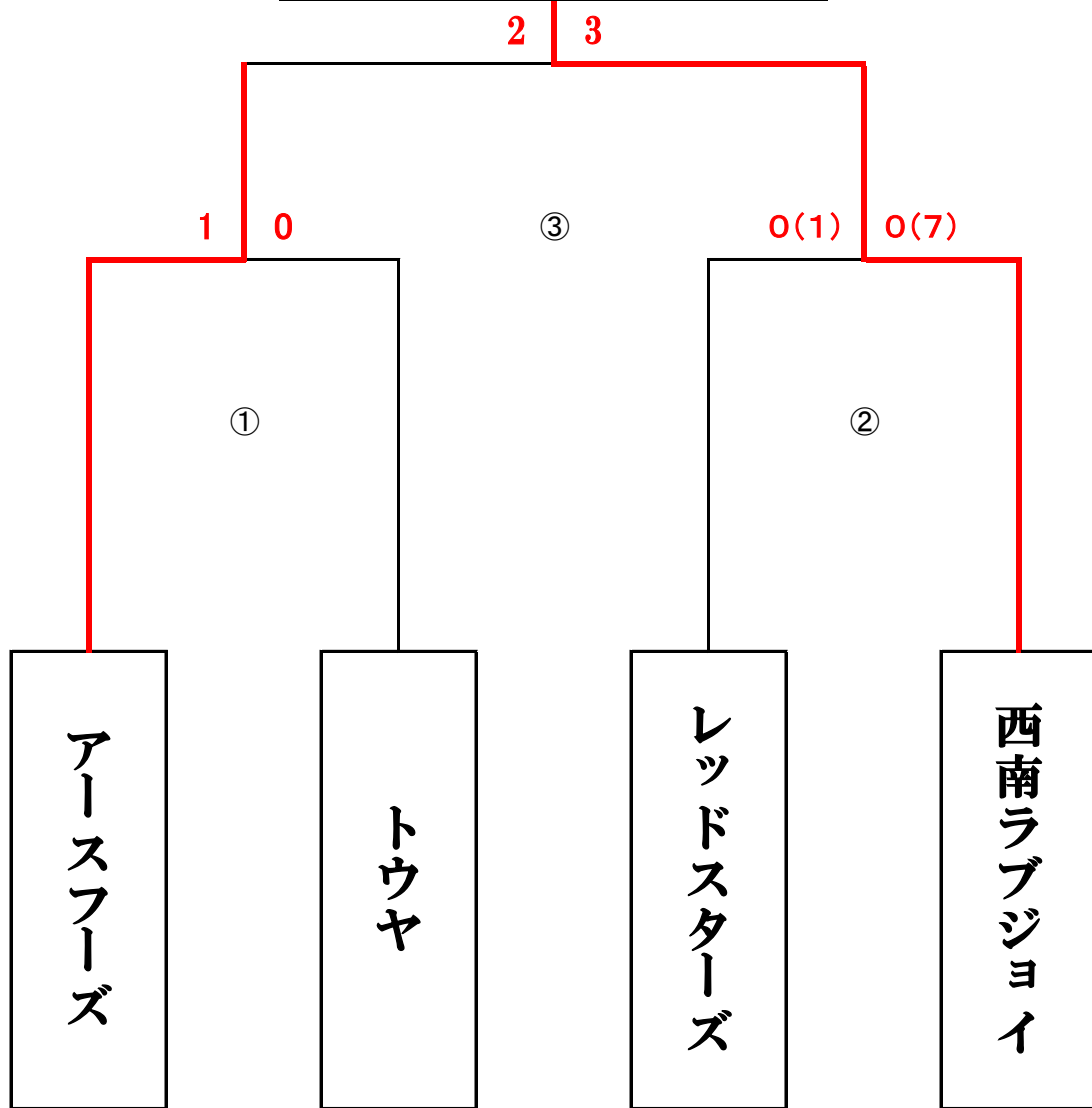 2 3
1 0 ③ 0(1) 0(7)
① ②
アースフーズ
トウヤ
レッドスターズ
西南ラブジョイ